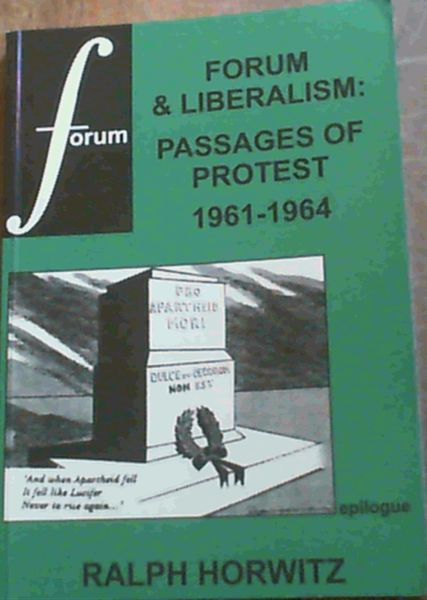 forum
FORUM
& LIBERALISM:
PASSAGES OF
PROTEST
1961-1964
PRO
APARTHEID
MORI
DULCE et DECORUM
NON EST
'And when Apartheid fell
It fell like Lucifer
Never to rise again...'
epilogue
RALPH HORWITZ